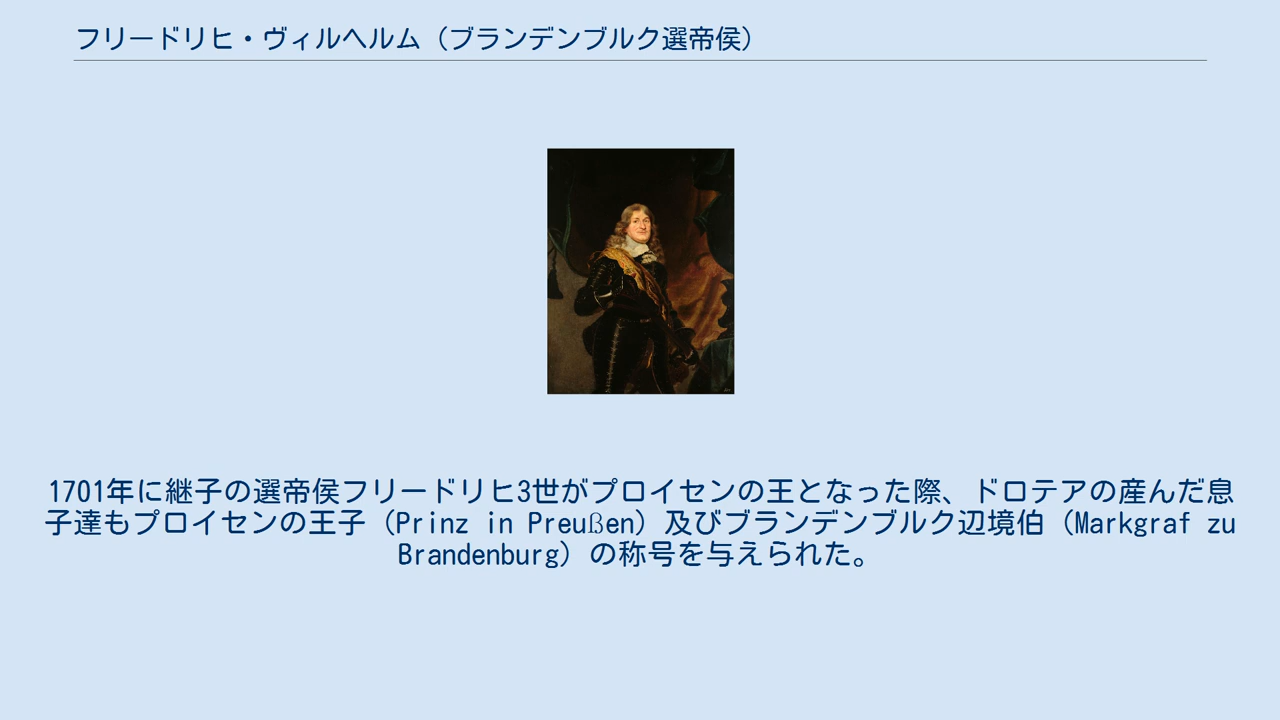 フリードリヒ・ヴィルヘルム（ブランデンブルク選帝侯）
1701年に継子の選帝侯フリードリヒ3世がプロイセンの王となった際、ドロテアの産んだ息
子達もプロイセンの王子（Prinz in Preußen）及びブランデンブルク辺境伯（Markgraf zu
Brandenburg）の称号を与えられた。